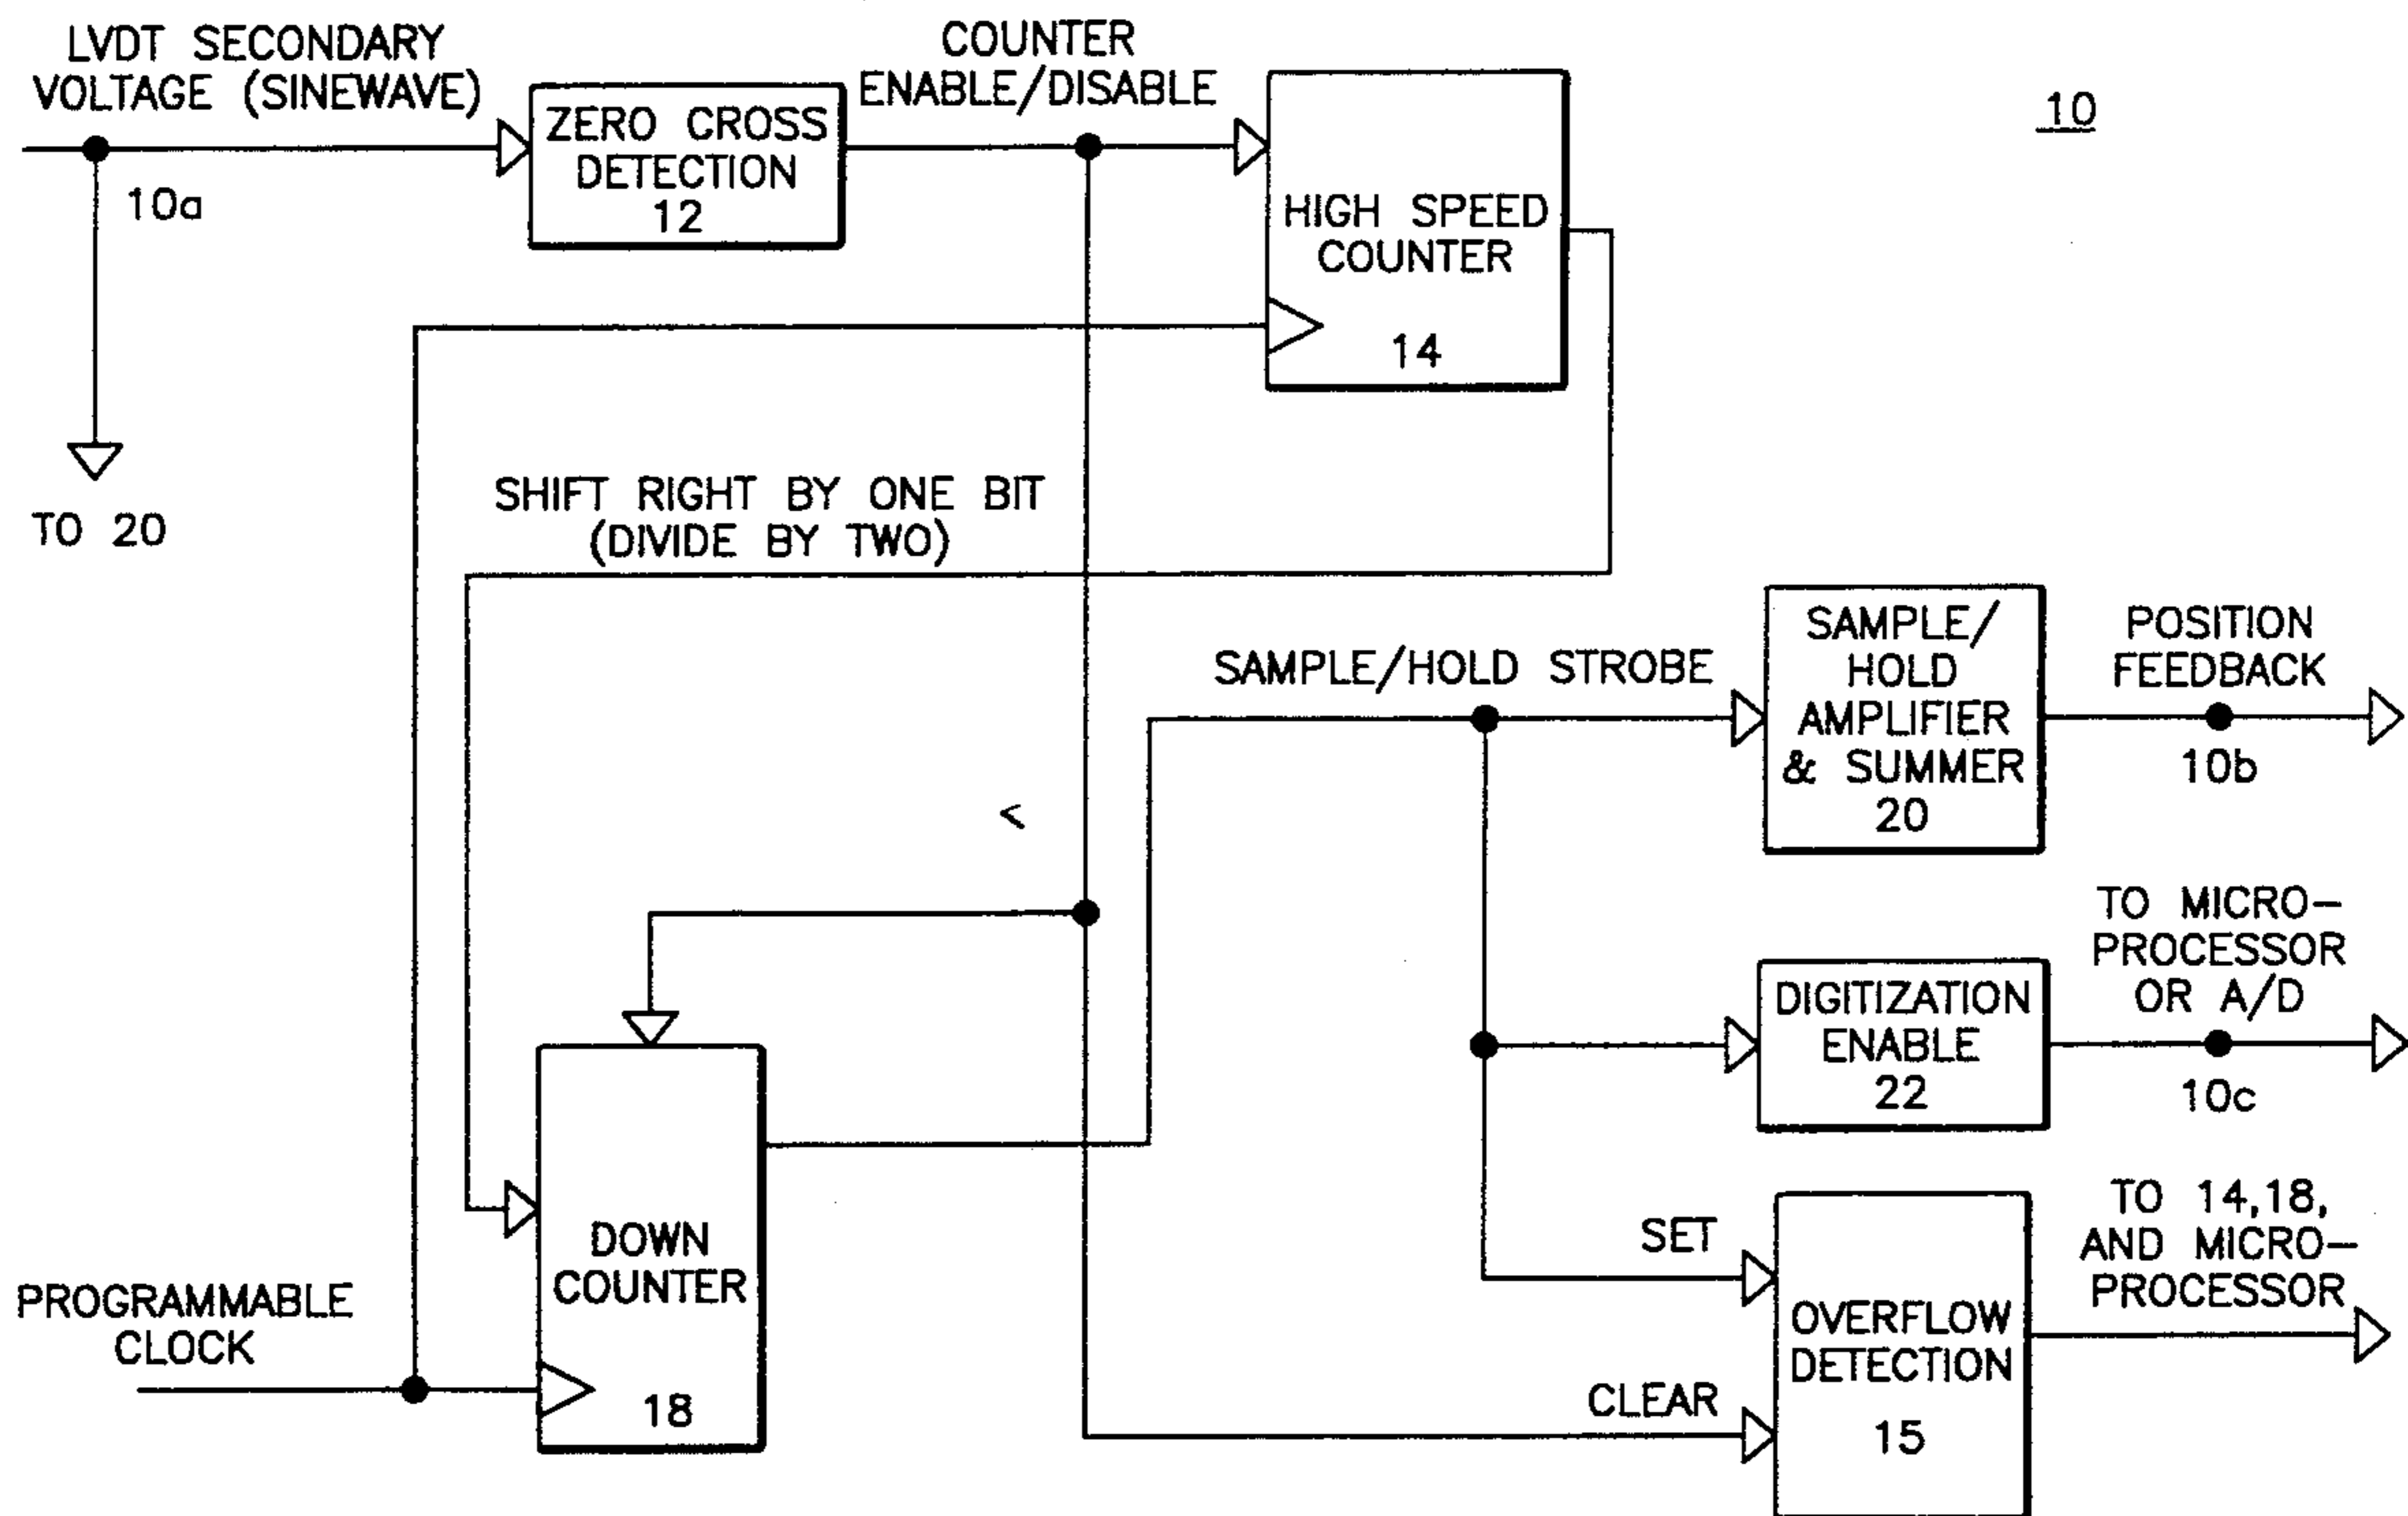 LVDT SECONDARY
VOLTAGE (SINEWAVE)
10a
TO 20
ZERO CROSS
DETECTION
12
COUNTER
ENABLE/DISABLE
HIGH SPEED
COUNTER
14
10
SHIFT RIGHT BY ONE BIT
(DIVIDE BY TWO)
SAMPLE/HOLD STROBE
SAMPLE/
HOLD
AMPLIFIER
& SUMMER
20
POSITION
FEEDBACK
10b
<
DIGITIZATION
ENABLE
22
TO MICRO-
PROCESSOR
OR A/D
10c
DOWN
COUNTER
18
PROGRAMMABLE
CLOCK
SET
CLEAR
OVERFLOW
DETECTION
15
TO 14,18,
AND MICRO-
PROCESSOR